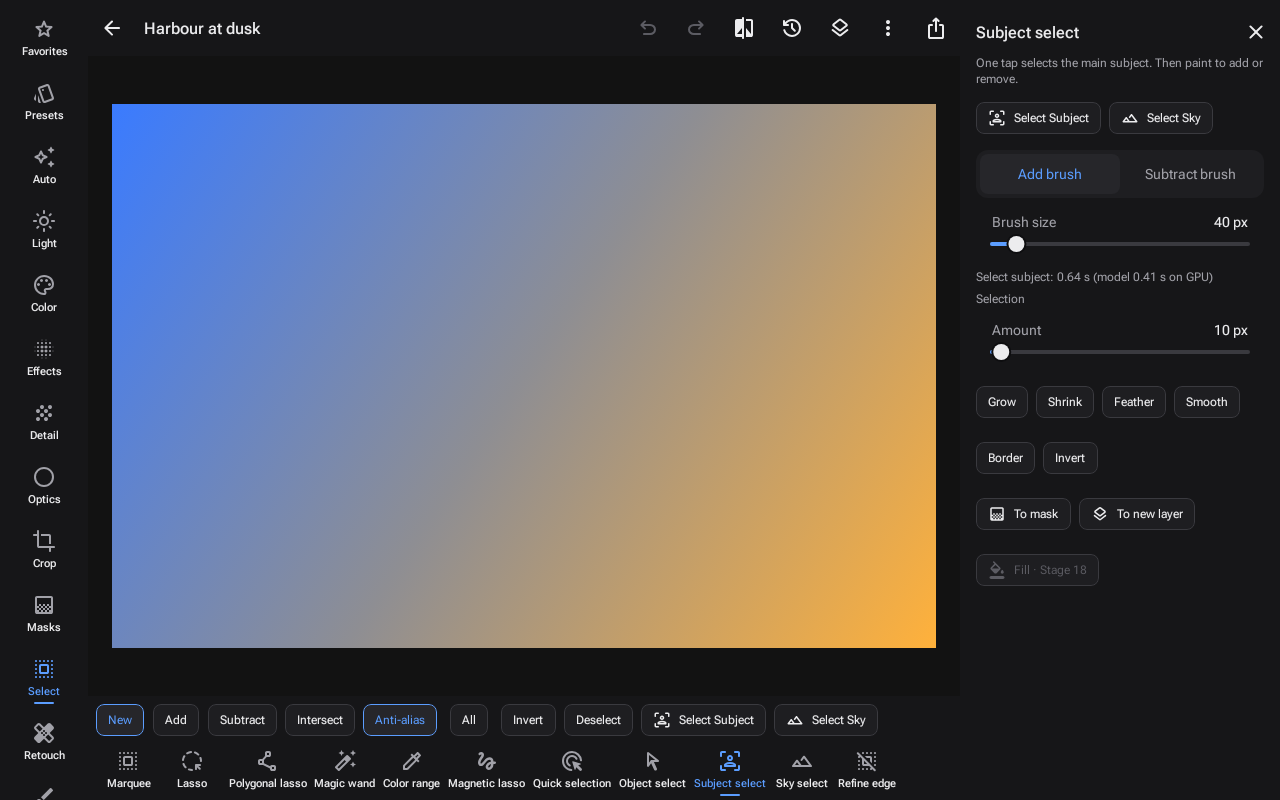 Harbour at dusk
Favorites
Presets
Auto
Light
Color
Effects
Detail
Optics
Crop
Masks
Select
Retouch
New
Add
Subtract
Intersect
Anti-alias
All
Invert
Deselect
Select Subject
Select Sky
Marquee
Lasso
Polygonal lasso
Magic wand
Color range
Magnetic lasso
Quick selection
Object select
Subject select
Sky select
Refine edge
Subject select
One tap selects the main subject. Then paint to add or
remove.
Select Subject
Select Sky
Add brush
Subtract brush
Brush size
40 px
Select subject: 0.64 s (model 0.41 s on GPU)
Selection
Amount
10 px
Grow
Shrink
Feather
Smooth
Border
Invert
To mask
To new layer
Fill · Stage 18